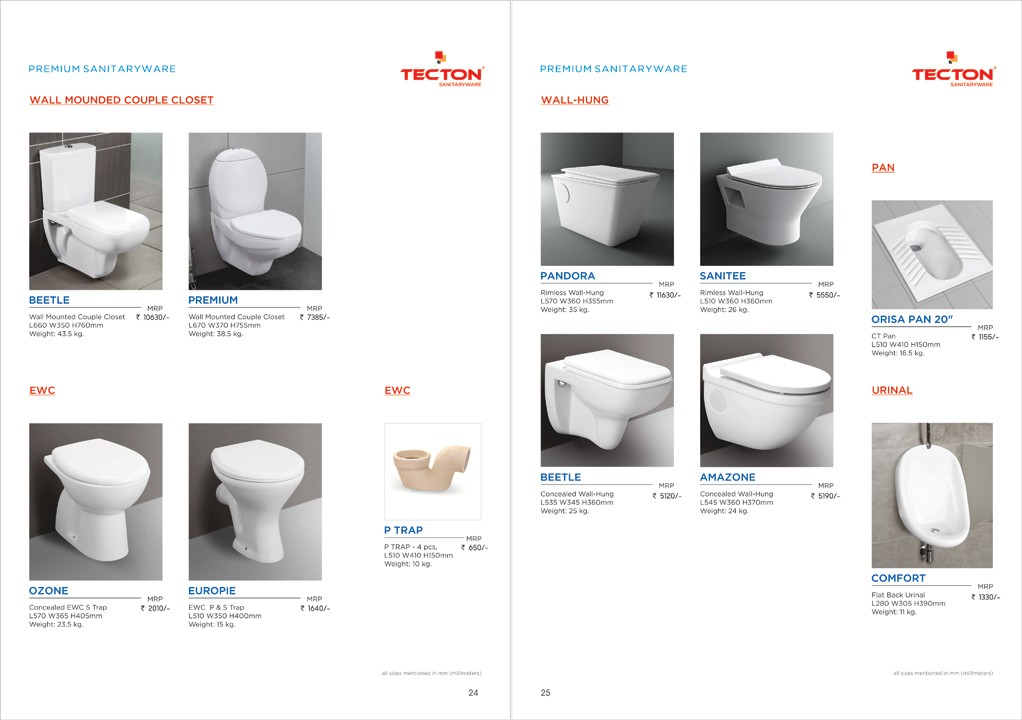 PREMIUM SANITARYWARE
TECTON®
SANITARYWARE
WALL MOUNDED COUPLE CLOSET
BEETLE
MRP
Wall Mounted Couple Closet ₹ 10630/-
L660 W350 H760mm
Weight: 43.5 kg.
PREMIUM
MRP
Wall Mounted Couple Closet ₹ 7385/-
L670 W370 H755mm
Weight: 38.5 kg.
EWC
OZONE
MRP
Concealed EWC S Trap ₹ 2010/-
L570 W365 H405mm
Weight: 23.5 kg.
EUROPIE
MRP
EWC P & S Trap ₹ 1640/-
L510 W350 H400mm
Weight: 15 kg.
EWC
P TRAP
MRP
P TRAP - 4 pcs, ₹ 650/-
L510 W410 H150mm
Weight: 10 kg.
all sizes mentioned in mm (millimeters)
24
PREMIUM SANITARYWARE
TECTON®
SANITARYWARE
WALL-HUNG
PANDORA
MRP
Rimless Wall-Hung ₹ 11630/-
L570 W360 H355mm
Weight: 35 kg.
SANITEE
MRP
Rimless Wall-Hung ₹ 5550/-
L510 W360 H360mm
Weight: 26 kg.
BEETLE
MRP
Concealed Wall-Hung ₹ 5120/-
L535 W345 H360mm
Weight: 25 kg.
AMAZONE
MRP
Concealed Wall-Hung ₹ 5190/-
L545 W360 H370mm
Weight: 24 kg.
PAN
ORISA PAN 20"
MRP
CT Pan ₹ 1155/-
L510 W410 H150mm
Weight: 16.5 kg.
URINAL
COMFORT
MRP
Flat Back Urinal ₹ 1330/-
L280 W305 H390mm
Weight: 11 kg.
all sizes mentioned in mm (millimeters)
25